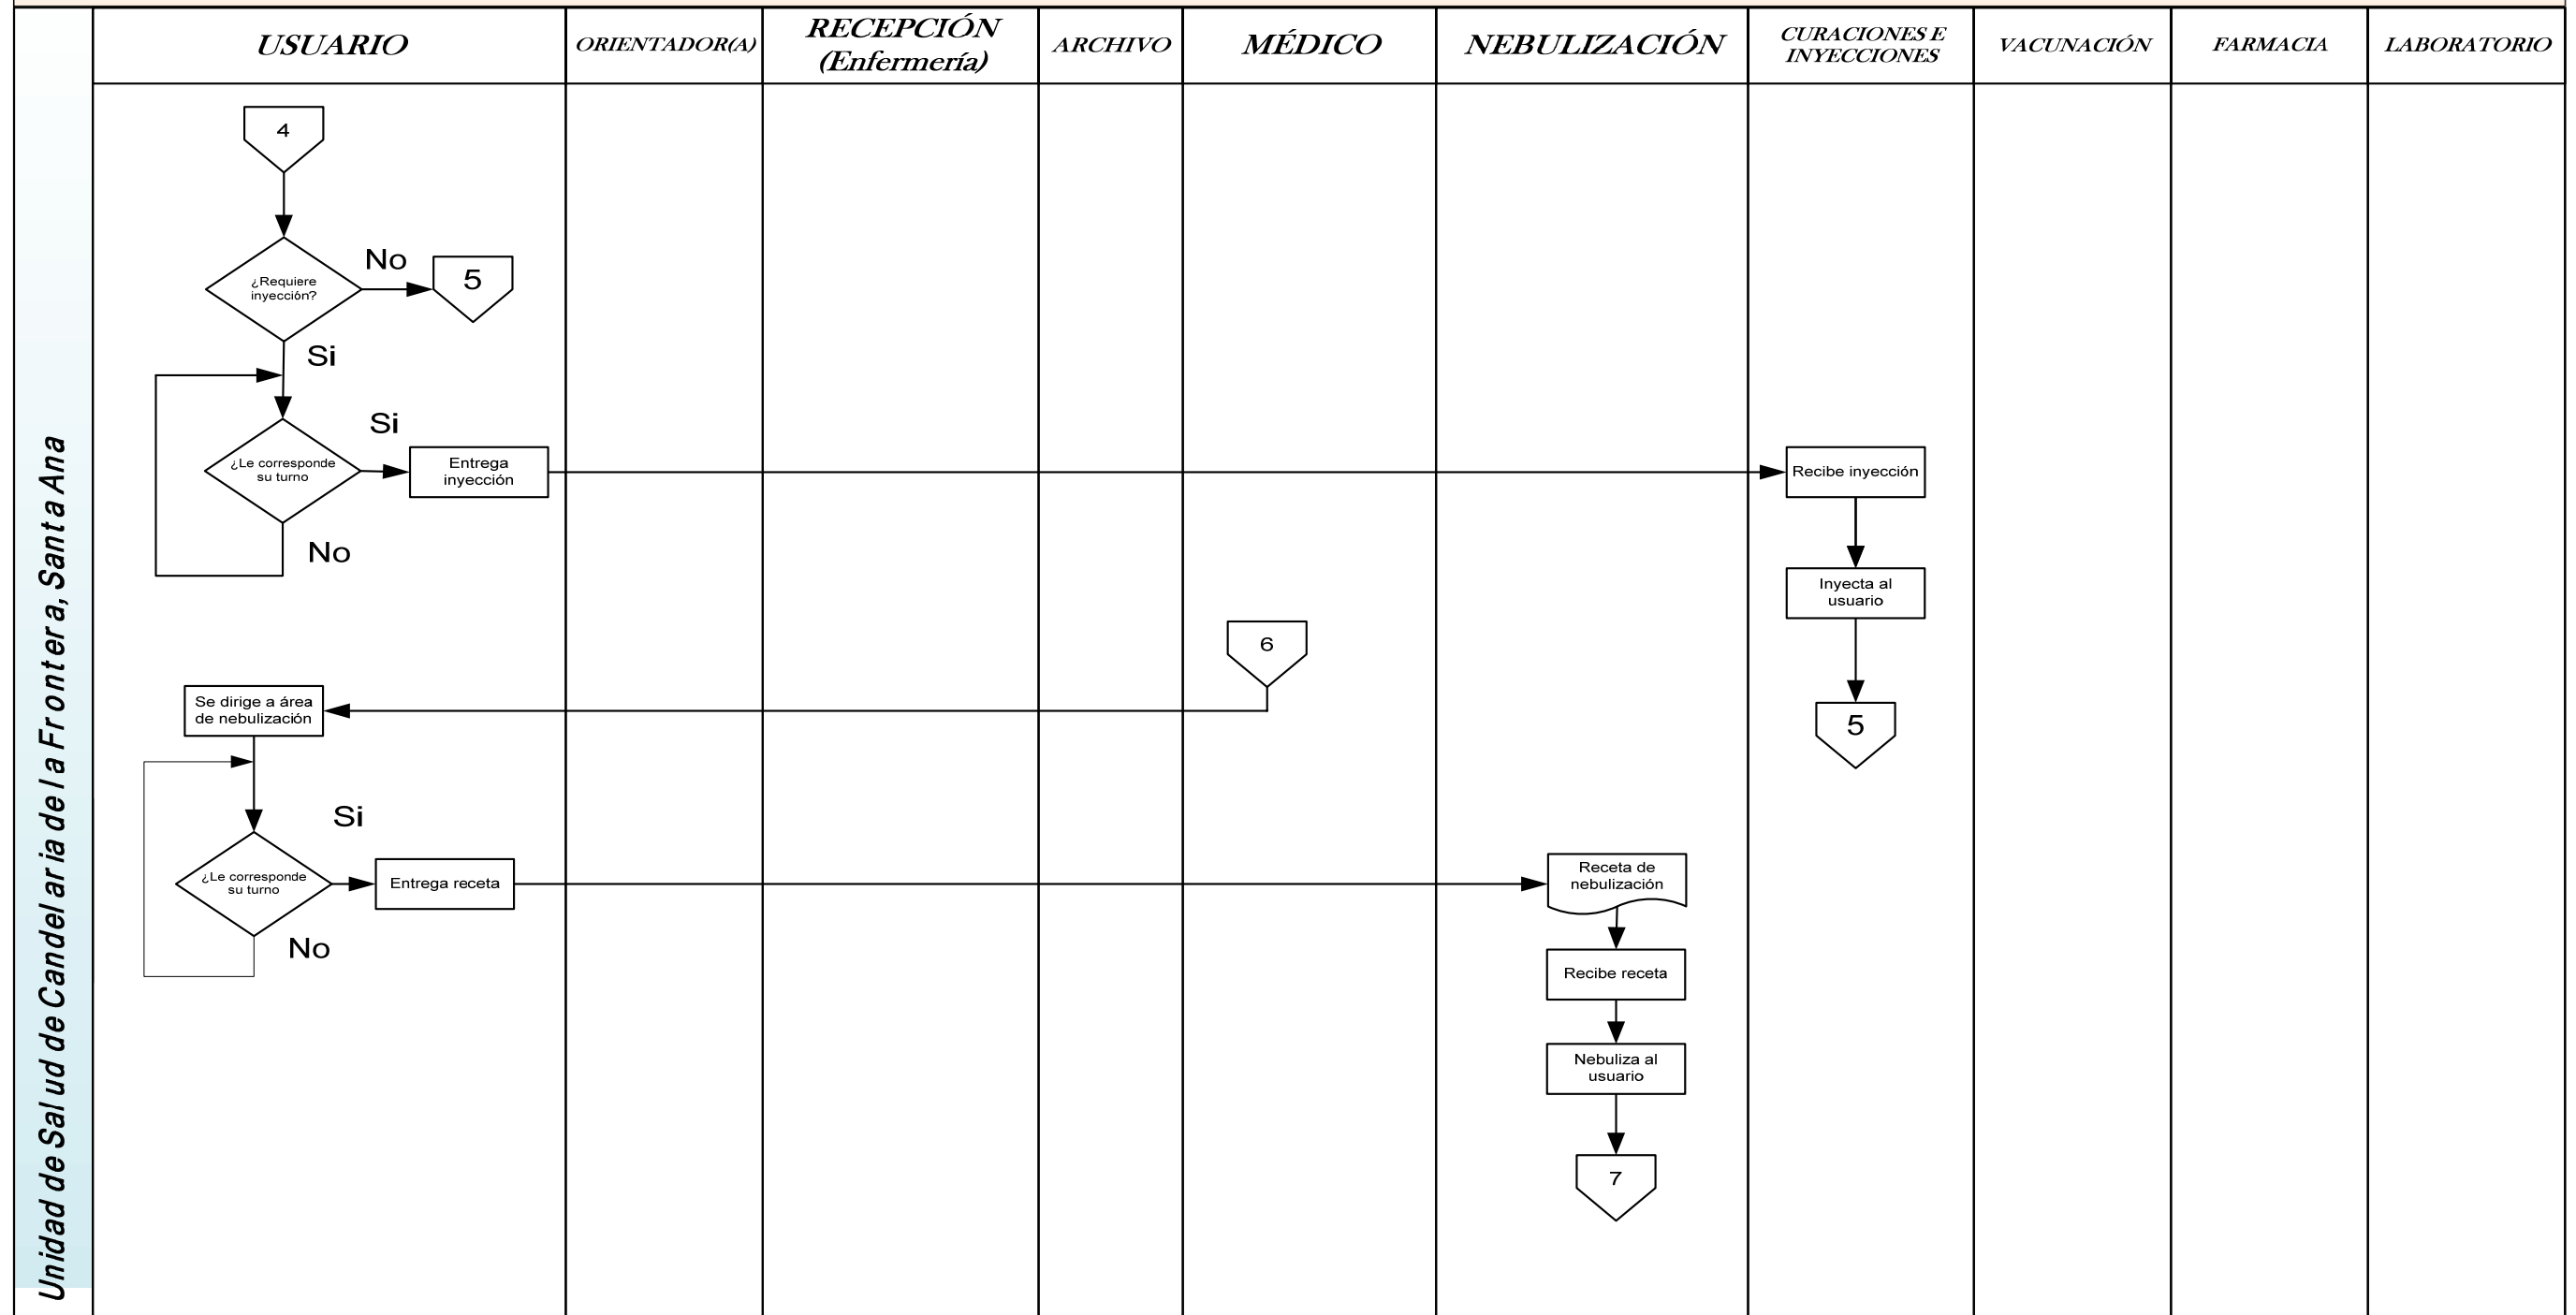 USUARIO
ORIENTADOR(A)
RECEPCIÓN
(Enfermería)
ARCHIVO
MÉDICO
NEBULIZACIÓN
CURACIONES E
INYECCIONES
VACUNACIÓN
FARMACIA
LABORATORIO
Unidad de Salud de Candelaria de la Frontera, Santa Ana
4
¿Requiere
inyección?
No
5
Si
¿Le corresponde
su turno
Si
Entrega
inyección
No
Recibe inyección
Inyecta al
usuario
5
6
Se dirige a área
de nebulización
¿Le corresponde
su turno
Si
Entrega receta
No
Receta de
nebulización
Recibe receta
Nebuliza al
usuario
7